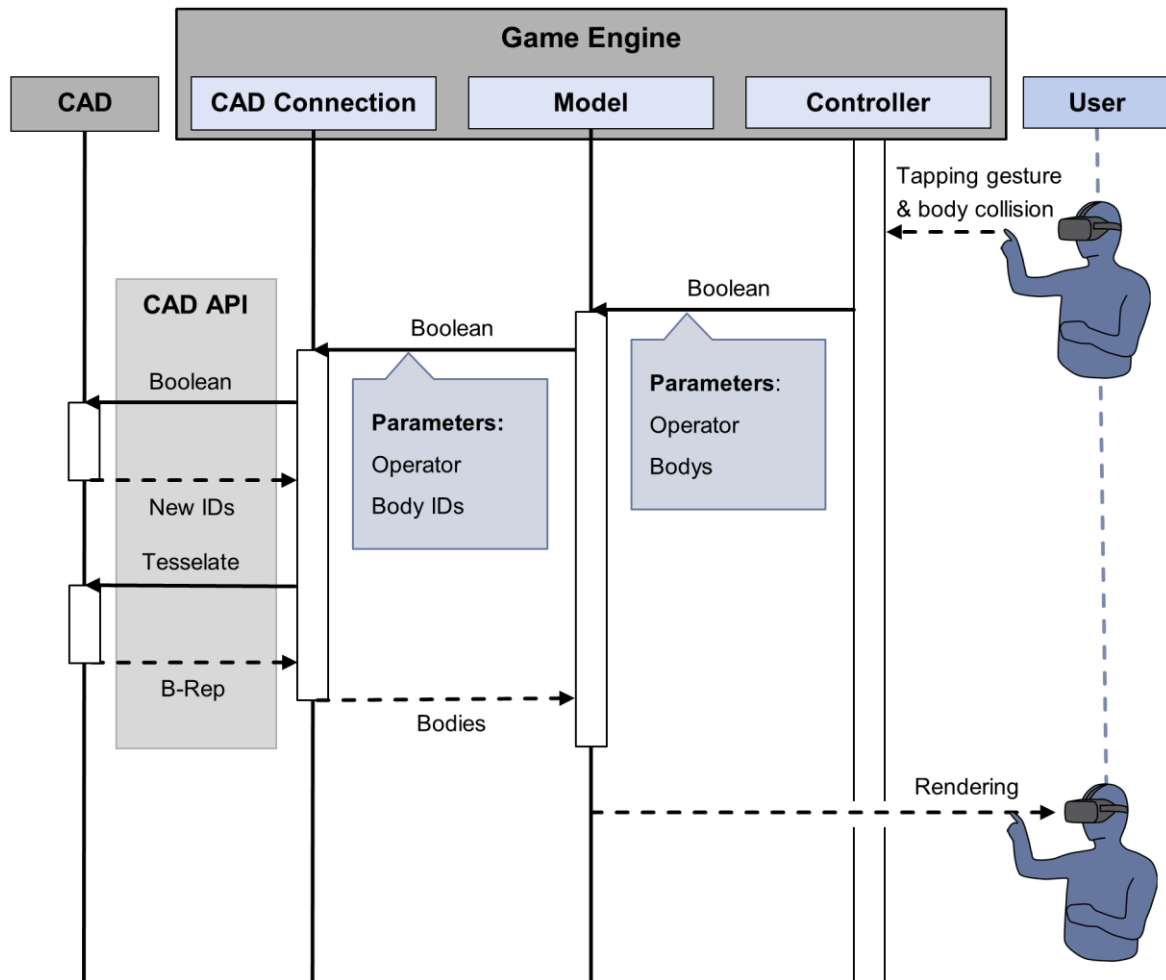 Game Engine
CAD
CAD Connection
Model
Controller
User
Tapping gesture
& body collision
Boolean
CAD API
Boolean
Boolean
Parameters:
Operator
Bodys
Parameters:
Operator
Body IDs
New IDs
Tesselate
B-Rep
Bodies
Rendering